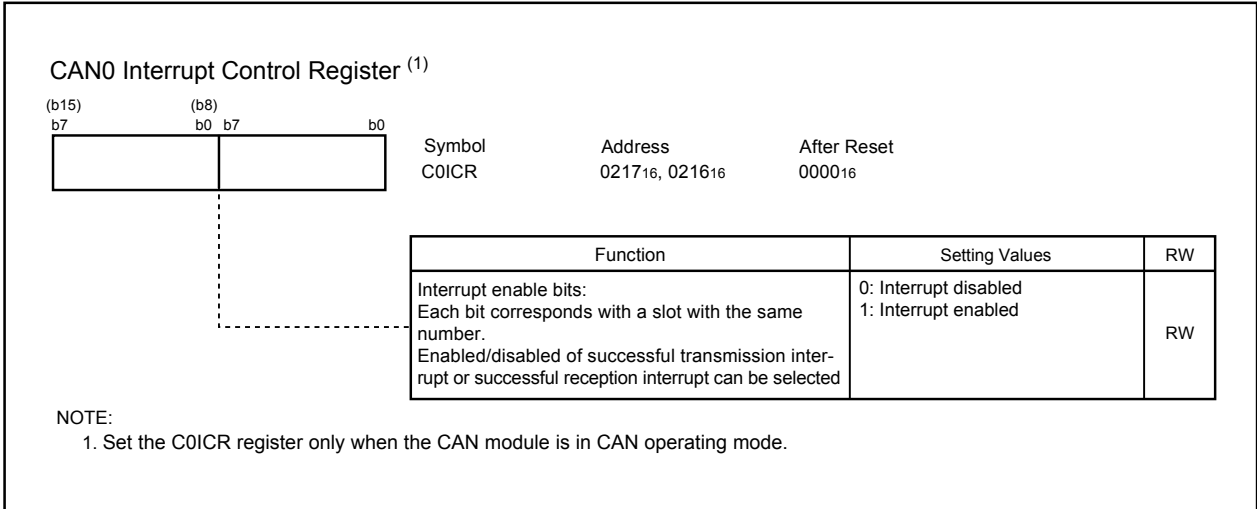 CAN0 Interrupt Control Register (1)
(b15) (b8)
b7 b0 b7 b0
Symbol Address After Reset
C0ICR 021716, 021616 000016
Function Setting Values RW
Interrupt enable bits: 0: Interrupt disabled
Each bit corresponds with a slot with the same 1: Interrupt enabled
number.
RW
Enabled/disabled of successful transmission inter-
rupt or successful reception interrupt can be selected
NOTE:
1. Set the C0ICR register only when the CAN module is in CAN operating mode.